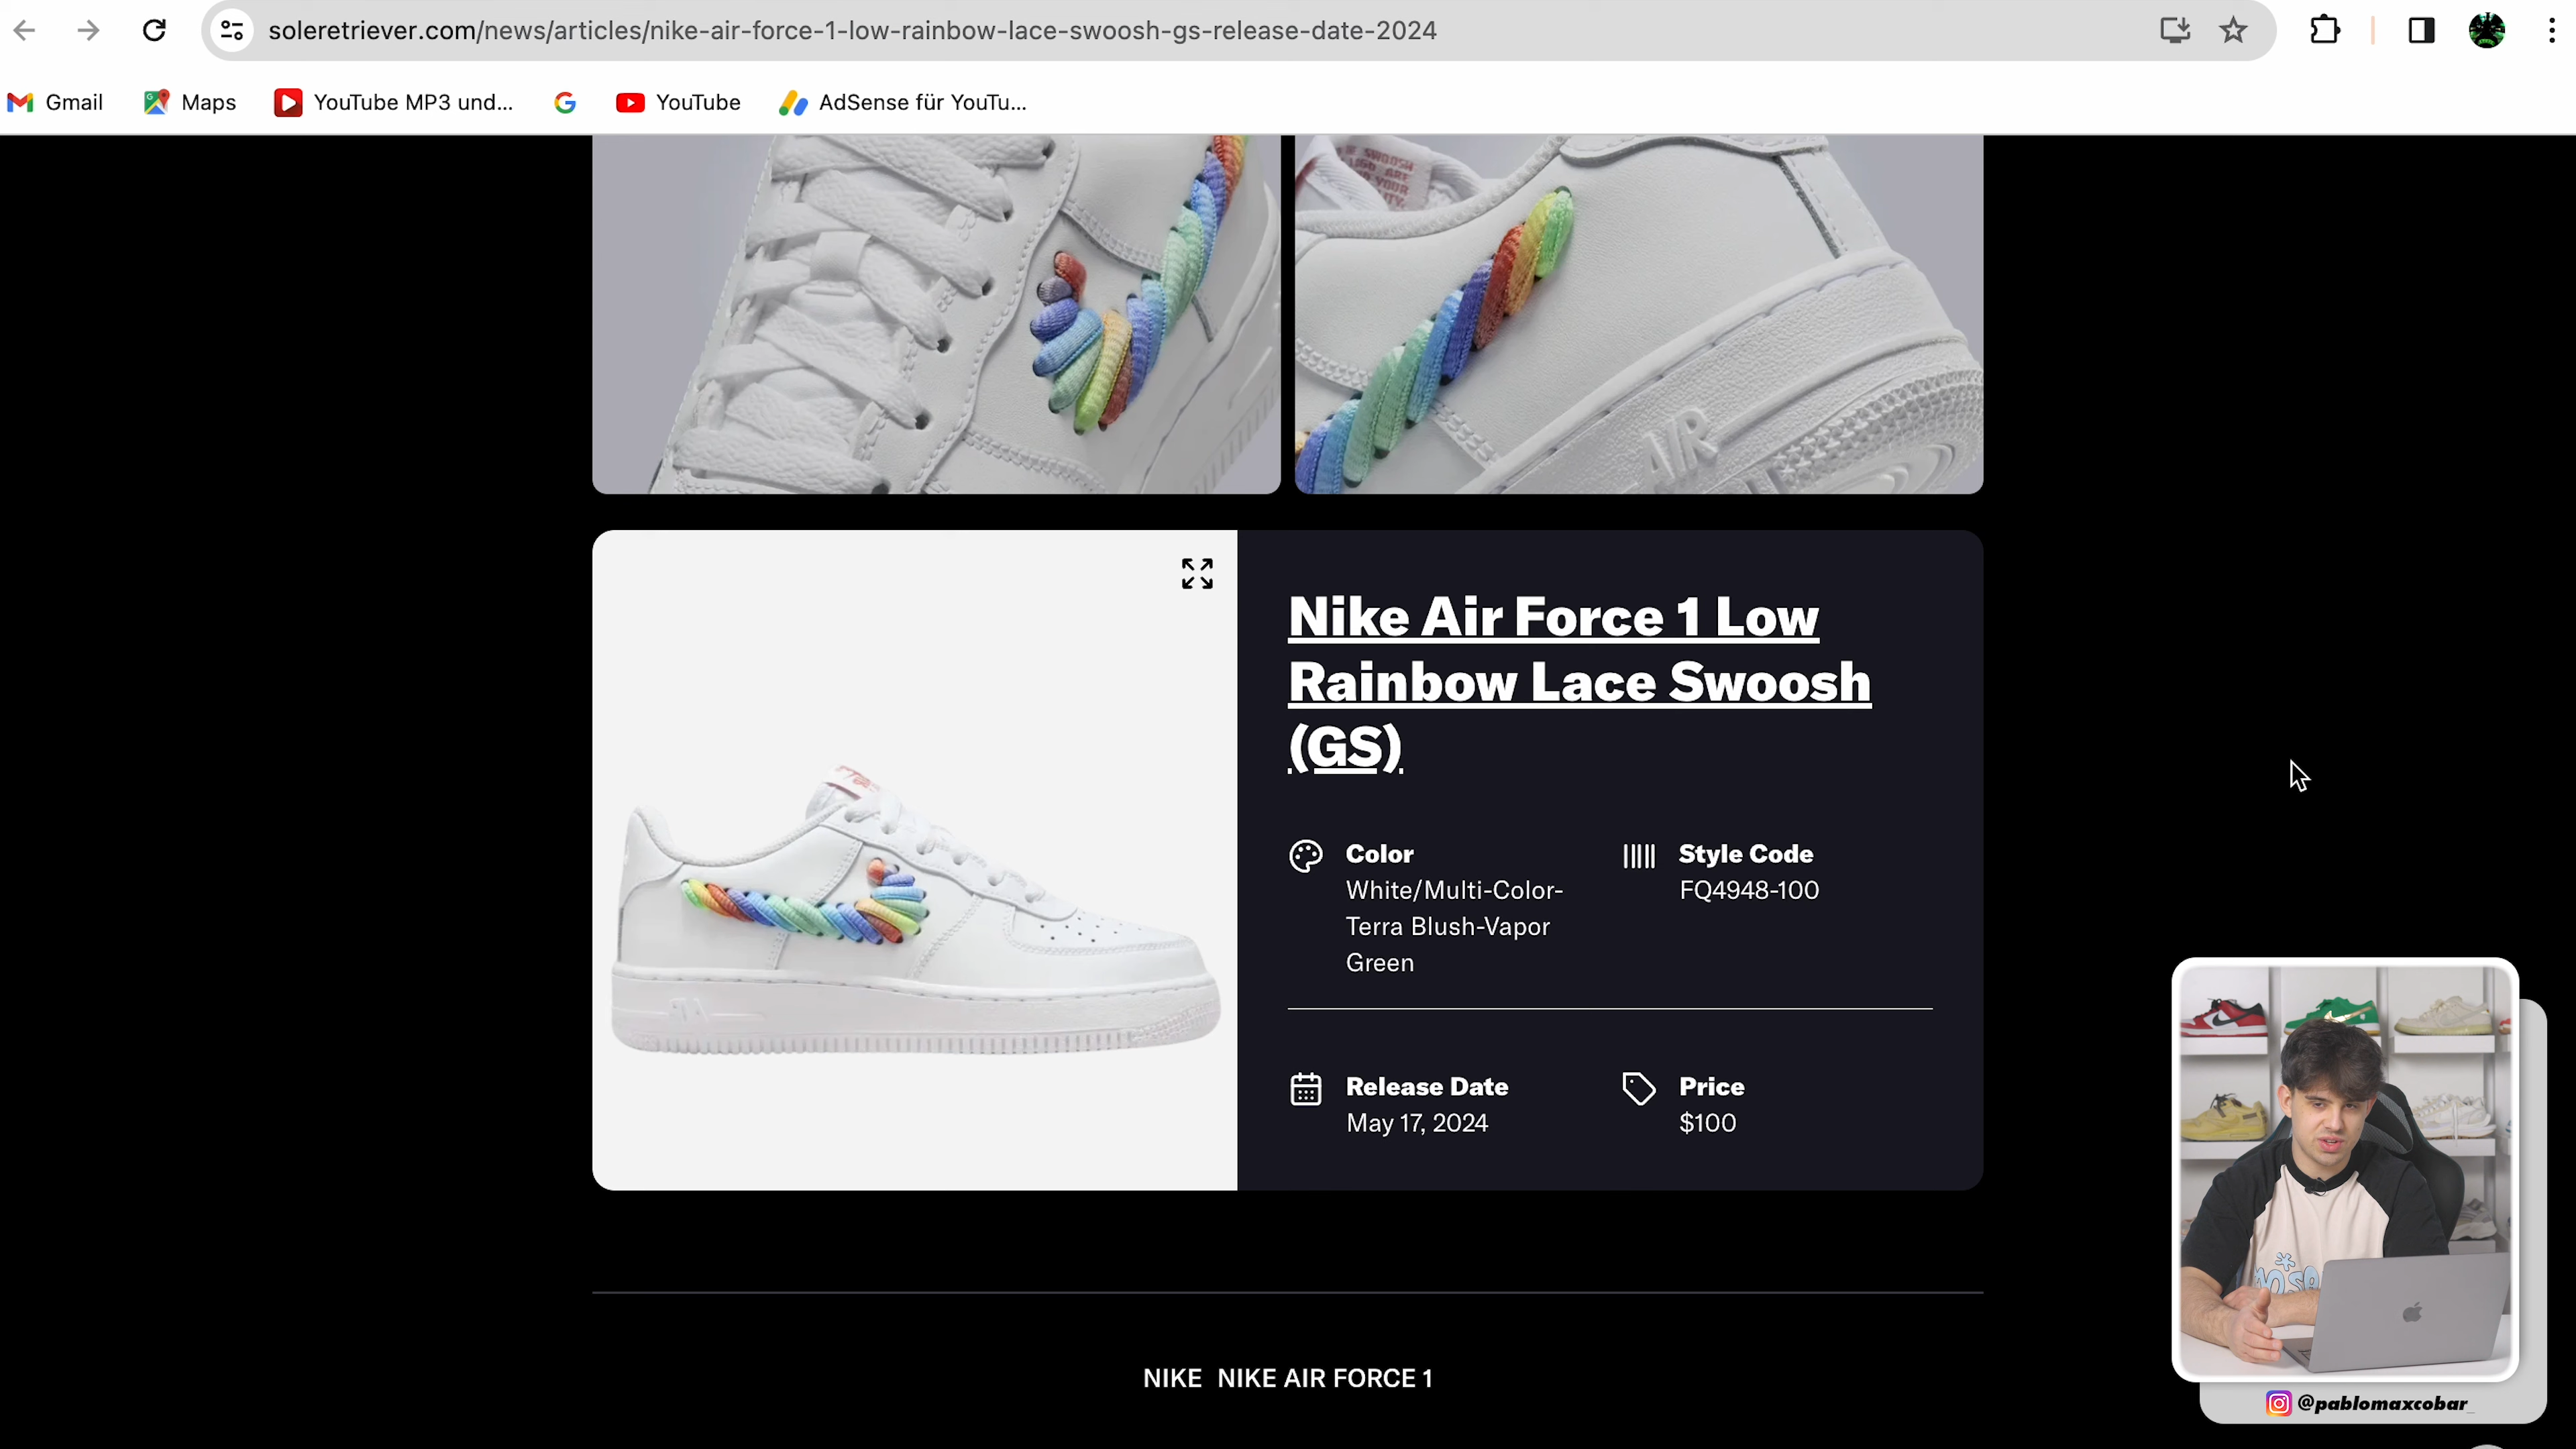 soleretriever.com/news/articles/nike-air-force-1-low-rainbow-lace-swoosh-gs-release-date-2024
Gmail
Maps
YouTube MP3 und...
YouTube
AdSense für YouTu...
AIR
Nike Air Force 1 Low
Rainbow Lace Swoosh
(GS)
Color
White/Multi-Color-
Terra Blush-Vapor
Green
Style Code
FQ4948-100
Release Date
May 17, 2024
Price
$100
NIKE NIKE AIR FORCE 1
@pablomaxcobar_